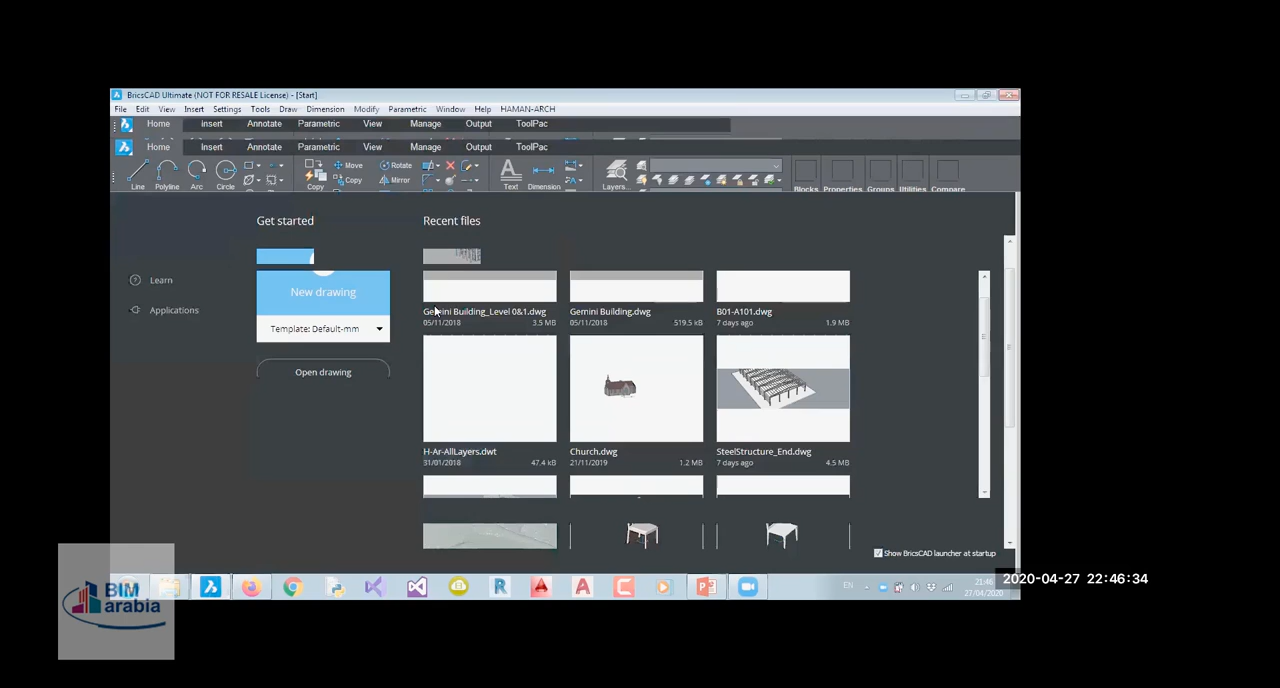 BricsCAD Ultimate (NOT FOR RESALE License) - [Start]
File Edit View Insert Settings Tools Draw Dimension Modify Parametric Window Help HAMAN-ARCH
Home Insert Annotate Parametric View Manage Output ToolPac
Home Insert Annotate Parametric View Manage Output ToolPac
Move Rotate
Copy Mirror
Line Polyline Arc Circle Copy Text Dimension Layers... Blocks Properties Groups Utilities Compare
Get started Recent files
Learn
Applications
New drawing
Template: Default-mm
Open drawing
Gemini Building_Level 0&1.dwg Gemini Building.dwg B01-A101.dwg
05/11/2018 3.5 MB 05/11/2018 519.5 kB 7 days ago 1.9 MB
H-Ar-AllLayers.dwt Church.dwg SteelStructure_End.dwg
31/01/2018 47.4 kB 21/11/2019 1.2 MB 7 days ago 4.5 MB
Show BricsCAD launcher at startup
EN 21:46
27/04/2020
2020-04-27 22:46:34
BIM
arabia